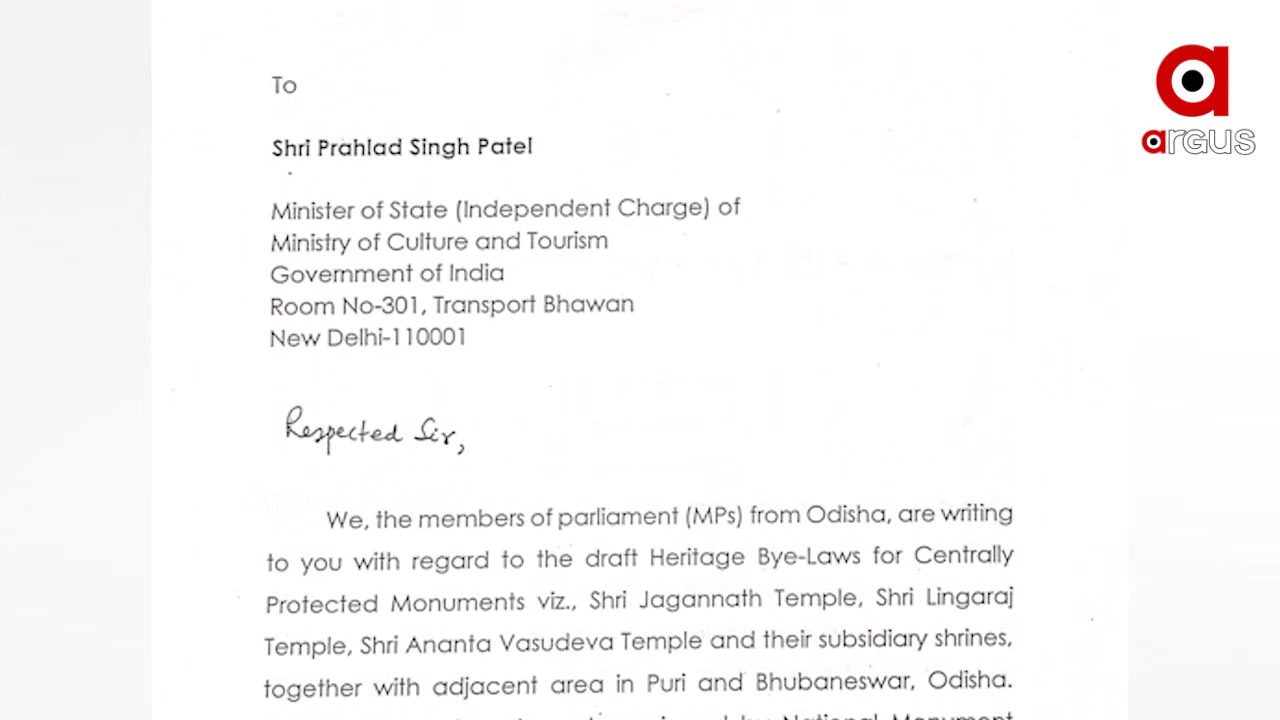 To
Shri Prahlad Singh Patel
Minister of State (Independent Charge) of
Ministry of Culture and Tourism
Government of India
Room No-301, Transport Bhawan
New Delhi-110001
Respected Sir,
We, the members of parliament (MPs) from Odisha, are writing
to you with regard to the draft Heritage Bye-Laws for Centrally
Protected Monuments viz., Shri Jagannath Temple, Shri Lingaraj
Temple, Shri Ananta Vasudeva Temple and their subsidiary shrines,
together with adjacent area in Puri and Bhubaneswar, Odisha.
by National Monument
argus